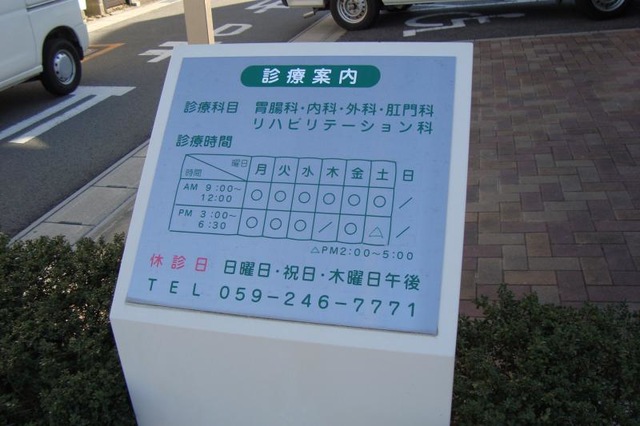 診療案内
診療科目 胃腸科・内科・外科・肛門科
リハビリテーション科
診療時間
曜日 時間 月 火 水 木 金 土 日
AM 9:00〜12:00 ○ ○ ○ ○ ○ ○ ／
PM 3:00〜6:30 ○ ○ ○ ／ ○ △ ／
△PM2:00〜5:00
休診日 日曜日・祝日・木曜日午後
TEL 059-246-7771